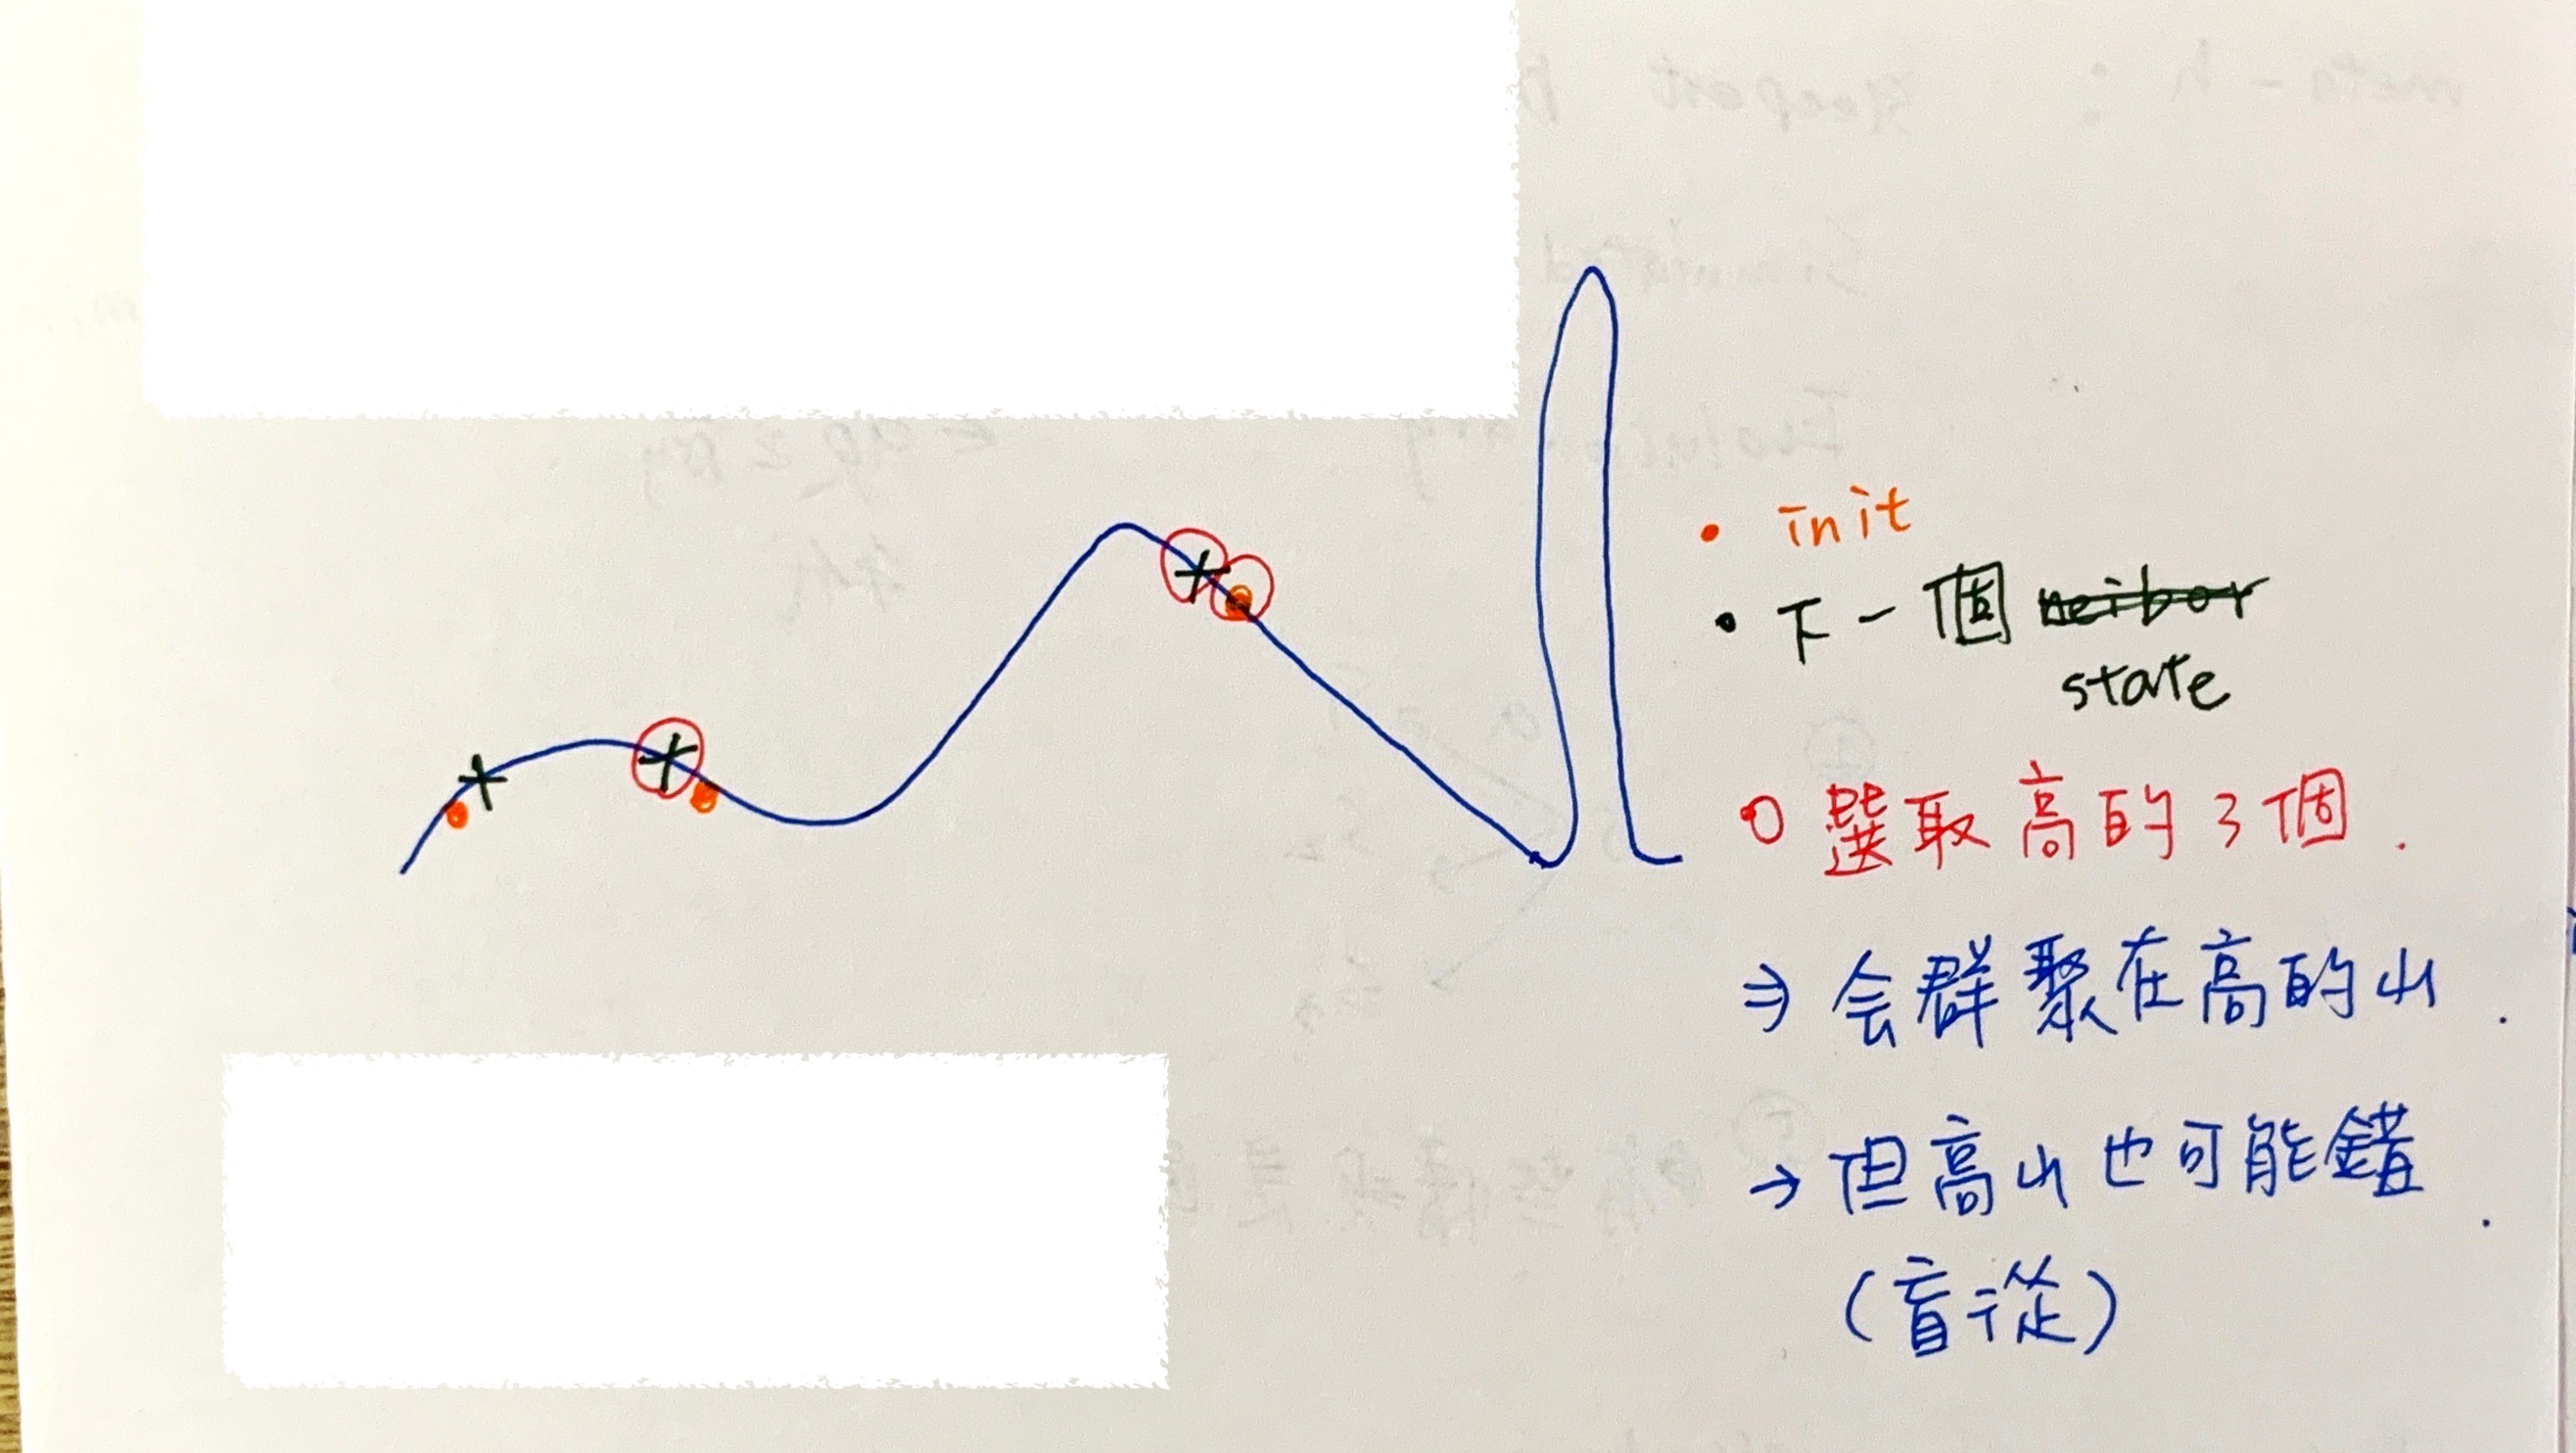 • init
• 下一個 neibor
state
○ 選取高的3個.
⇒ 会群聚在高的山.
→ 但高山也可能錯.
(盲從)